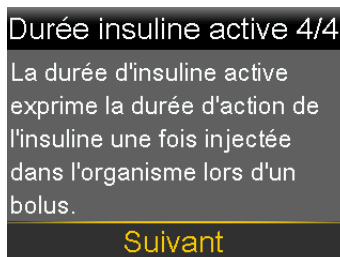 Durée insuline active 4/4
La durée d'insuline active
exprime la durée d'action de
l'insuline une fois injectée
dans l'organisme lors d'un
bolus.
Suivant